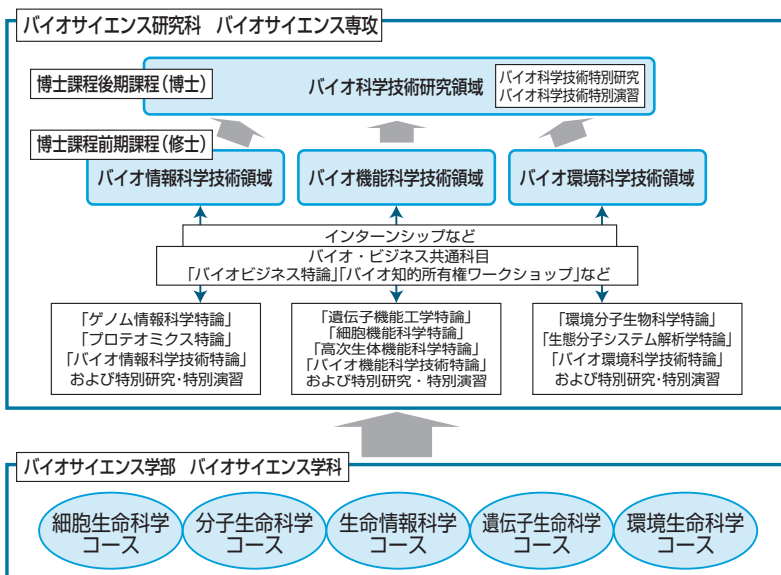 バイオサイエンス研究科　バイオサイエンス専攻
博士課程後期課程（博士）
バイオ科学技術研究領域
バイオ科学技術特別研究
バイオ科学技術特別演習
博士課程前期課程（修士）
バイオ情報科学技術領域
バイオ機能科学技術領域
バイオ環境科学技術領域
インターンシップなど
バイオ・ビジネス共通科目
「バイオビジネス特論」「バイオ知的所有権ワークショップ」など
「ゲノム情報科学特論」
「プロテオミクス特論」
「バイオ情報科学技術特論」
および特別研究・特別演習
「遺伝子機能工学特論」
「細胞機能科学特論」
「高次生体機能科学特論」
「バイオ機能科学技術特論」
および特別研究・特別演習
「環境分子生物科学特論」
「生態分子システム解析学特論」
「バイオ環境科学技術特論」
および特別研究・特別演習
バイオサイエンス学部　バイオサイエンス学科
細胞生命科学
コース
分子生命科学
コース
生命情報科学
コース
遺伝子生命科学
コース
環境生命科学
コース